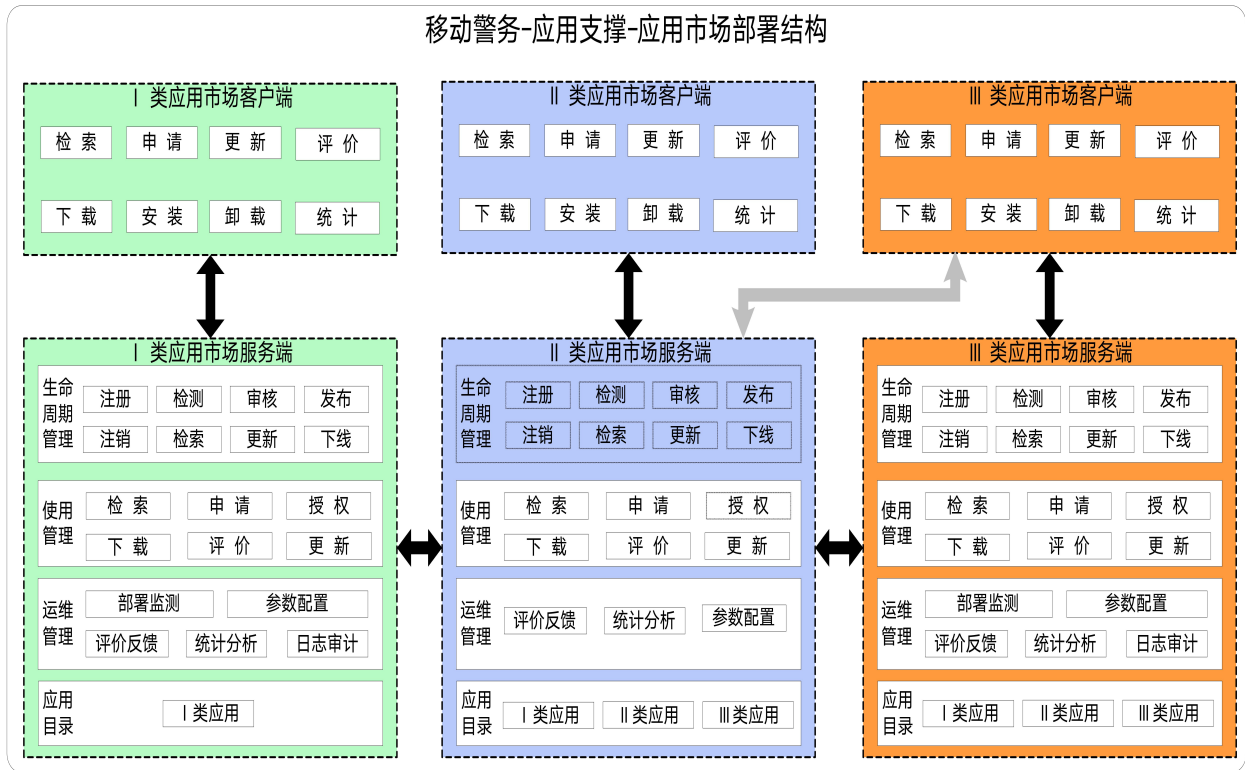 移动警务-应用支撑-应用市场部署结构
Ⅰ 类应用市场客户端
检 索 申 请 更 新 评 价
下 载 安 装 卸 载 统 计
Ⅱ 类应用市场客户端
检 索 申 请 更 新 评 价
下 载 安 装 卸 载 统 计
Ⅲ 类应用市场客户端
检 索 申 请 更 新 评 价
下 载 安 装 卸 载 统 计
Ⅰ 类应用市场服务端
生命
周期
管理
注册 检测 审核 发布
注销 检索 更新 下线
使用
管理
检 索 申 请 授 权
下 载 评 价 更 新
运维
管理
部署监测 参数配置
评价反馈 统计分析 日志审计
应用
目录
Ⅰ类应用
Ⅱ 类应用市场服务端
生命
周期
管理
注册 检测 审核 发布
注销 检索 更新 下线
使用
管理
检 索 申 请 授 权
下 载 评 价 更 新
运维
管理
评价反馈 统计分析 参数配置
应用
目录
Ⅰ类应用 Ⅱ类应用 Ⅲ类应用
Ⅲ 类应用市场服务端
生命
周期
管理
注册 检测 审核 发布
注销 检索 更新 下线
使用
管理
检 索 申 请 授 权
下 载 评 价 更 新
运维
管理
部署监测 参数配置
评价反馈 统计分析 日志审计
应用
目录
Ⅰ类应用 Ⅱ类应用 Ⅲ类应用